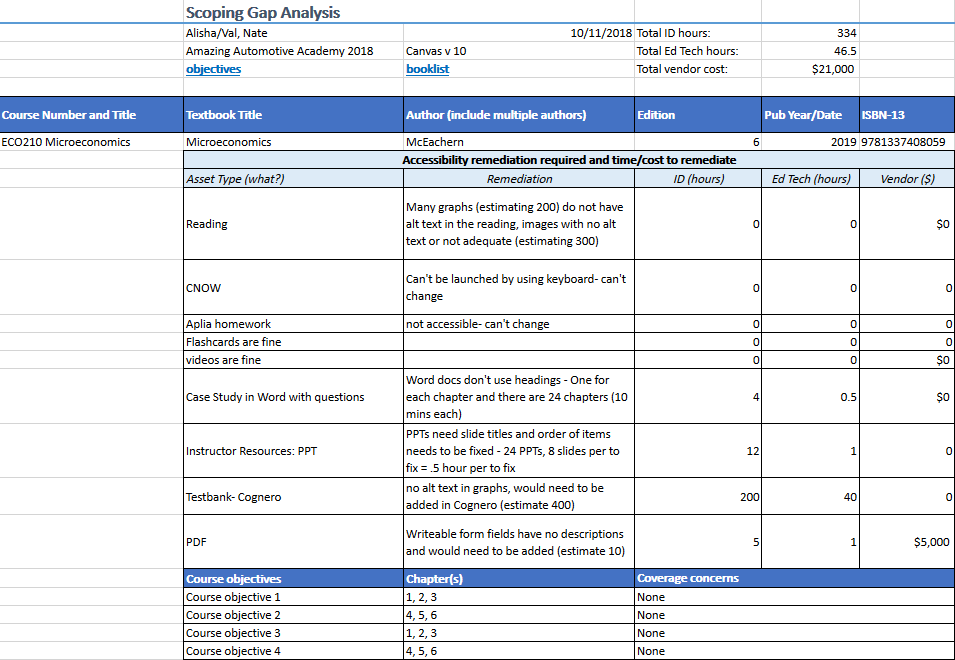 Scoping Gap Analysis
Alisha/Val, Nate 10/11/2018 Total ID hours: 334
Amazing Automotive Academy 2018 Canvas v 10 Total Ed Tech hours: 46.5
objectives booklist Total vendor cost: $21,000
Course Number and Title Textbook Title Author (include multiple authors) Edition Pub Year/Date ISBN-13
ECO210 Microeconomics Microeconomics McEachern 6 2019 9781337408059
Accessibility remediation required and time/cost to remediate
Asset Type (what?) Remediation ID (hours) Ed Tech (hours) Vendor ($)
Many graphs (estimating 200) do not have
Reading alt text in the reading, images with no alt 0 0 $0
text or not adequate (estimating 300)
Can't be launched by using keyboard- can't
CNOW 0 0 0
change
Aplia homework not accessible- can't change 0 0 0
Flashcards are fine 0 0 0
videos are fine 0 0 $0
Word docs don't use headings - One for
Case Study in Word with questions each chapter and there are 24 chapters (10 4 0.5 $0
mins each)
PPTs need slide titles and order of items
Instructor Resources: PPT needs to be fixed - 24 PPTs, 8 slides per to 12 1 0
fix = .5 hour per to fix
no alt text in graphs, would need to be
Testbank- Cognero 200 40 0
added in Cognero (estimate 400)
Writeable form fields have no descriptions
PDF 5 1 $5,000
and would need to be added (estimate 10)
Course objectives Chapter(s) Coverage concerns
Course objective 1 1, 2, 3 None
Course objective 2 4, 5, 6 None
Course objective 3 1, 2, 3 None
Course objective 4 4, 5, 6 None